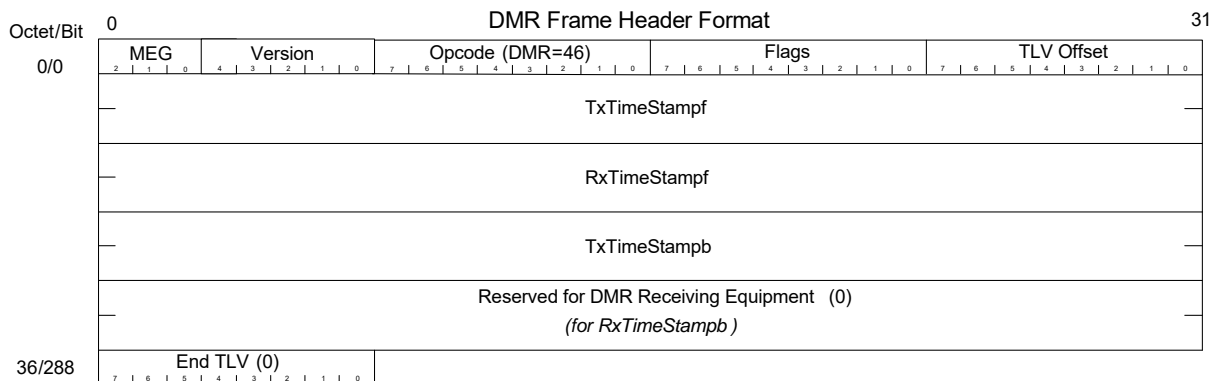 DMR Frame Header Format
Octet/Bit 0 31
MEG Version Opcode (DMR=46) Flags TLV Offset
0/0 2 1 0 4 3 2 1 0 7 6 5 4 3 2 1 0 7 6 5 4 3 2 1 0 7 6 5 4 3 2 1 0
TxTimeStampf
RxTimeStampf
TxTimeStampb
Reserved for DMR Receiving Equipment (0)
(for RxTimeStampb )
End TLV (0)
36/288 7 6 5 4 3 2 1 0